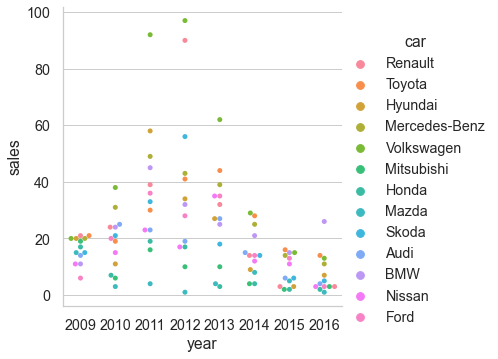 100
80
60
40
20
0
sales
2009 2010 2011 2012 2013 2014 2015 2016
year
car
Renault
Toyota
Hyundai
Mercedes-Benz
Volkswagen
Mitsubishi
Honda
Mazda
Skoda
Audi
BMW
Nissan
Ford